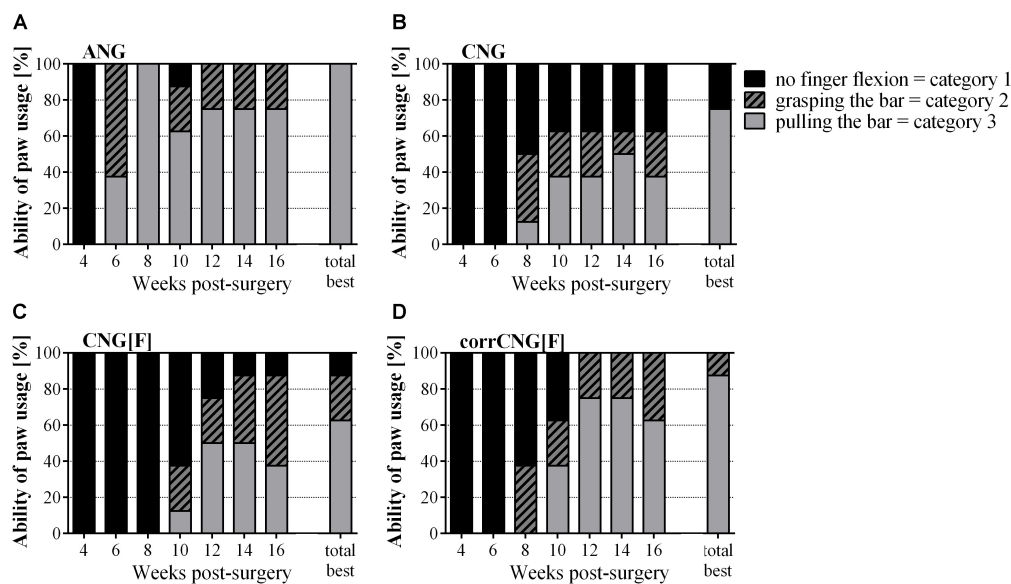 A
ANG
Ability of paw usage [%]
100
80
60
40
20
0
4 6 8 10 12 14 16 total
best
Weeks post-surgery
B
CNG
Ability of paw usage [%]
100
80
60
40
20
0
4 6 8 10 12 14 16 total
best
Weeks post-surgery
no finger flexion = category 1
grasping the bar = category 2
pulling the bar = category 3
C
CNG[F]
Ability of paw usage [%]
100
80
60
40
20
0
4 6 8 10 12 14 16 total
best
Weeks post-surgery
D
corrCNG[F]
Ability of paw usage [%]
100
80
60
40
20
0
4 6 8 10 12 14 16 total
best
Weeks post-surgery